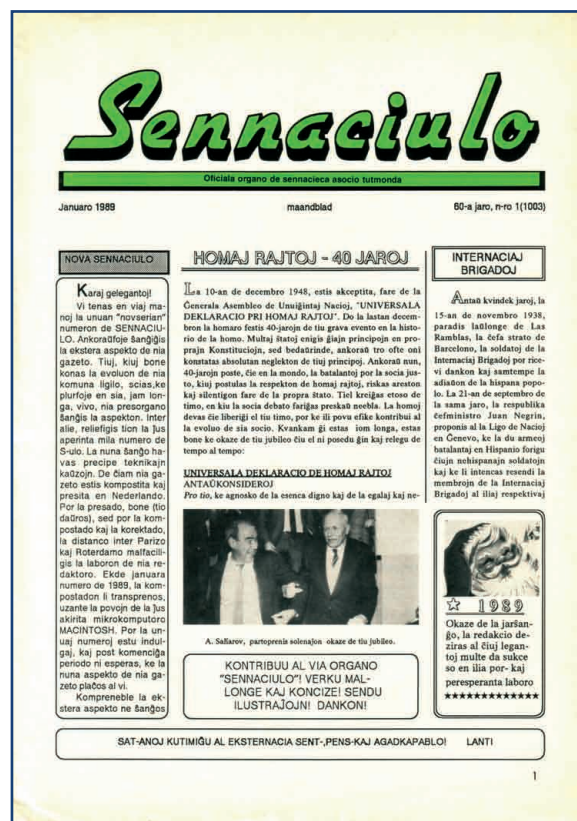 Sennaciulo
Oficiala organo de sennacieca asocio tutmonda
Januaro 1989 maandblad 60-a jaro, n-ro 1(1003)
NOVA SENNACIULO
Karaj gelegantoj!
Vi tenas en viaj ma-
noj la unuan "novserian"
numeron de SENNACIU-
LO. Ankoraŭfoje ŝanĝiĝis
la ekstera aspekto de nia
gazeto. Tiuj, kiuj bone
konas la evoluon de nia
komuna ligilo, scias,ke
plurfoje en sia, jam lon-
ga, vivo, nia presorgano
ŝanĝis la aspekton. Inter
alie, reliefigis tion la ĵus
aperinta mila numero de
S-ulo. La nuna ŝanĝo ha-
vas precipe teknikajn
kaŭzojn. De ĉiam nia ga-
zeto estis kompostita kaj
presita en Nederlando.
Por la presado, bone (tio
daŭros), sed por la kom-
postado kaj la korektado,
la distanco inter Parizo
kaj Roterdamo malfacili-
gis la laboron de nia re-
daktoro. Ekde januara
numero de 1989, la kom-
postadon li transprenos,
uzante la povojn de la ĵus
akirita mikrokomputoro
MACINTOSH. Por la un-
uaj numeroj estu indul-
gaj, kaj post komenciĝa
periodo ni esperas, ke la
nuna aspekto de nia ga-
zeto plaĉos al vi.
Kompreneble la ek-
stera aspekto ne ŝanĝos
HOMAJ RAJTOJ - 40 JAROJ
La 10-an de decembro 1948, estis akceptita, fare de la
Ĝenerala Asembleo de Unuiĝintaj Nacioj, "UNIVERSALA
DEKLARACIO PRI HOMAJ RAJTOJ". Do la lastan decem-
bron la homaro festis 40-jarojn de tiu grava evento en la histo-
rio de la homo. Multaj ŝtatoj enigis ĝiajn principojn en pro-
prajn Konstituciojn, sed bedaŭrinde, ankoraŭ tro ofte oni
konstatas absolutan neglekton de tiuj principoj. Ankoraŭ nun,
40-jarojn poste, ĉie en la mondo, la batalantoj por la socia jus-
to, kiuj postulas la respekton de homaj rajtoj, riskas areston
kaj silentigon fare de la propra ŝtato. Tiel kreiĝas etoso de
timo, en kiu la socia debato fariĝas preskaŭ neebla. La homoj
devas ĉie liberiĝi el tiu timo, por ke ili povu efike kontribui al
la evoluo de sia socio. Kvankam ĝi estas iom longa, estas
bone ke okaze de tiu jubileo ĉiu el ni posedu ĝin kaj relegu de
tempo al tempo:
UNIVERSALA DEKLARACIO DE HOMAJ RAJTOJ
ANTAŬKONSIDEROJ
Pro tio, ke agnosko de la esenca digno kaj de la egalaj kaj ne-
A. Saĥarov, partoprenis solenaĵon okaze de tiu jubileo.
KONTRIBUU AL VIA ORGANO
"SENNACIULO"! VERKU MAL-
LONGE KAJ KONCIZE! SENDU
ILUSTRAĴOJN! DANKON!
INTERNACIAJ
BRIGADOJ
Antaŭ kvindek jaroj, la
15-an de novembro 1938,
paradis laŭlonge de Las
Ramblas, la ĉefa strato de
Barcelono, la soldatoj de la
Internaciaj Brigadoj por rice-
vi dankon kaj samtempe la
adiaŭon de la hispana popo-
lo. La 21-an de septembro de
la sama jaro, la respublika
ĉefministro Juan Negrin,
proponis al la Ligo de Nacioj
en Ĝenevo, ke la du armeoj
batalantaj en Hispanio forigu
ĉiujn nehispanajn soldatojn
kaj ke li intencas resendi la
membrojn de la Internaciaj
Brigadoj al iliaj respektivaj
☆ 1989
Okaze de la jarŝan-
ĝo, la redakcio de-
ziras al ĉiuj legan-
toj multe da sukce
so en ilia por- kaj
peresperanta laboro
★★★★★★★★★★★★
SAT-ANOJ KUTIMIĜU AL EKSTERNACIA SENT-,PENS-KAJ AGADKAPABLO! LANTI
1